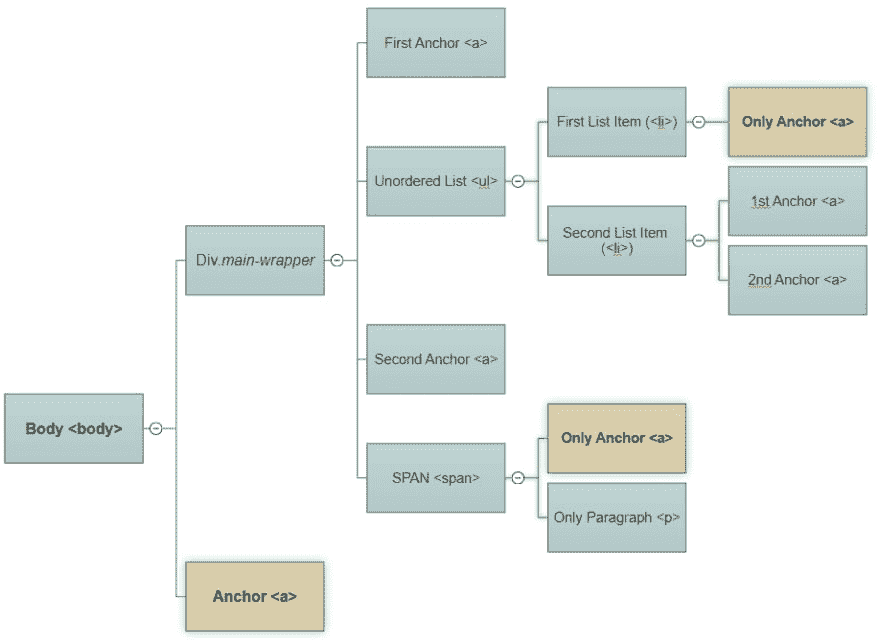 First Anchor <a>
First List Item (<li>)
Only Anchor <a>
Unordered List <ul>
1st Anchor <a>
Second List Item
(<li>)
Div.main-wrapper
2nd Anchor <a>
Second Anchor <a>
Body <body>
Only Anchor <a>
SPAN <span>
Only Paragraph <p>
Anchor <a>